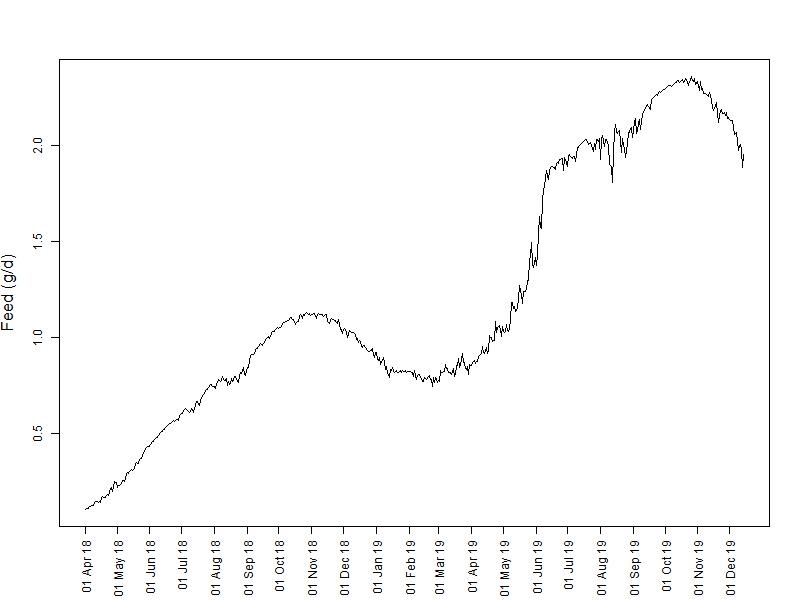 Feed (g/d)
2.0
1.5
1.0
0.5
01 Apr 18
01 May 18
01 Jun 18
01 Jul 18
01 Aug 18
01 Sep 18
01 Oct 18
01 Nov 18
01 Dec 18
01 Jan 19
01 Feb 19
01 Mar 19
01 Apr 19
01 May 19
01 Jun 19
01 Jul 19
01 Aug 19
01 Sep 19
01 Oct 19
01 Nov 19
01 Dec 19